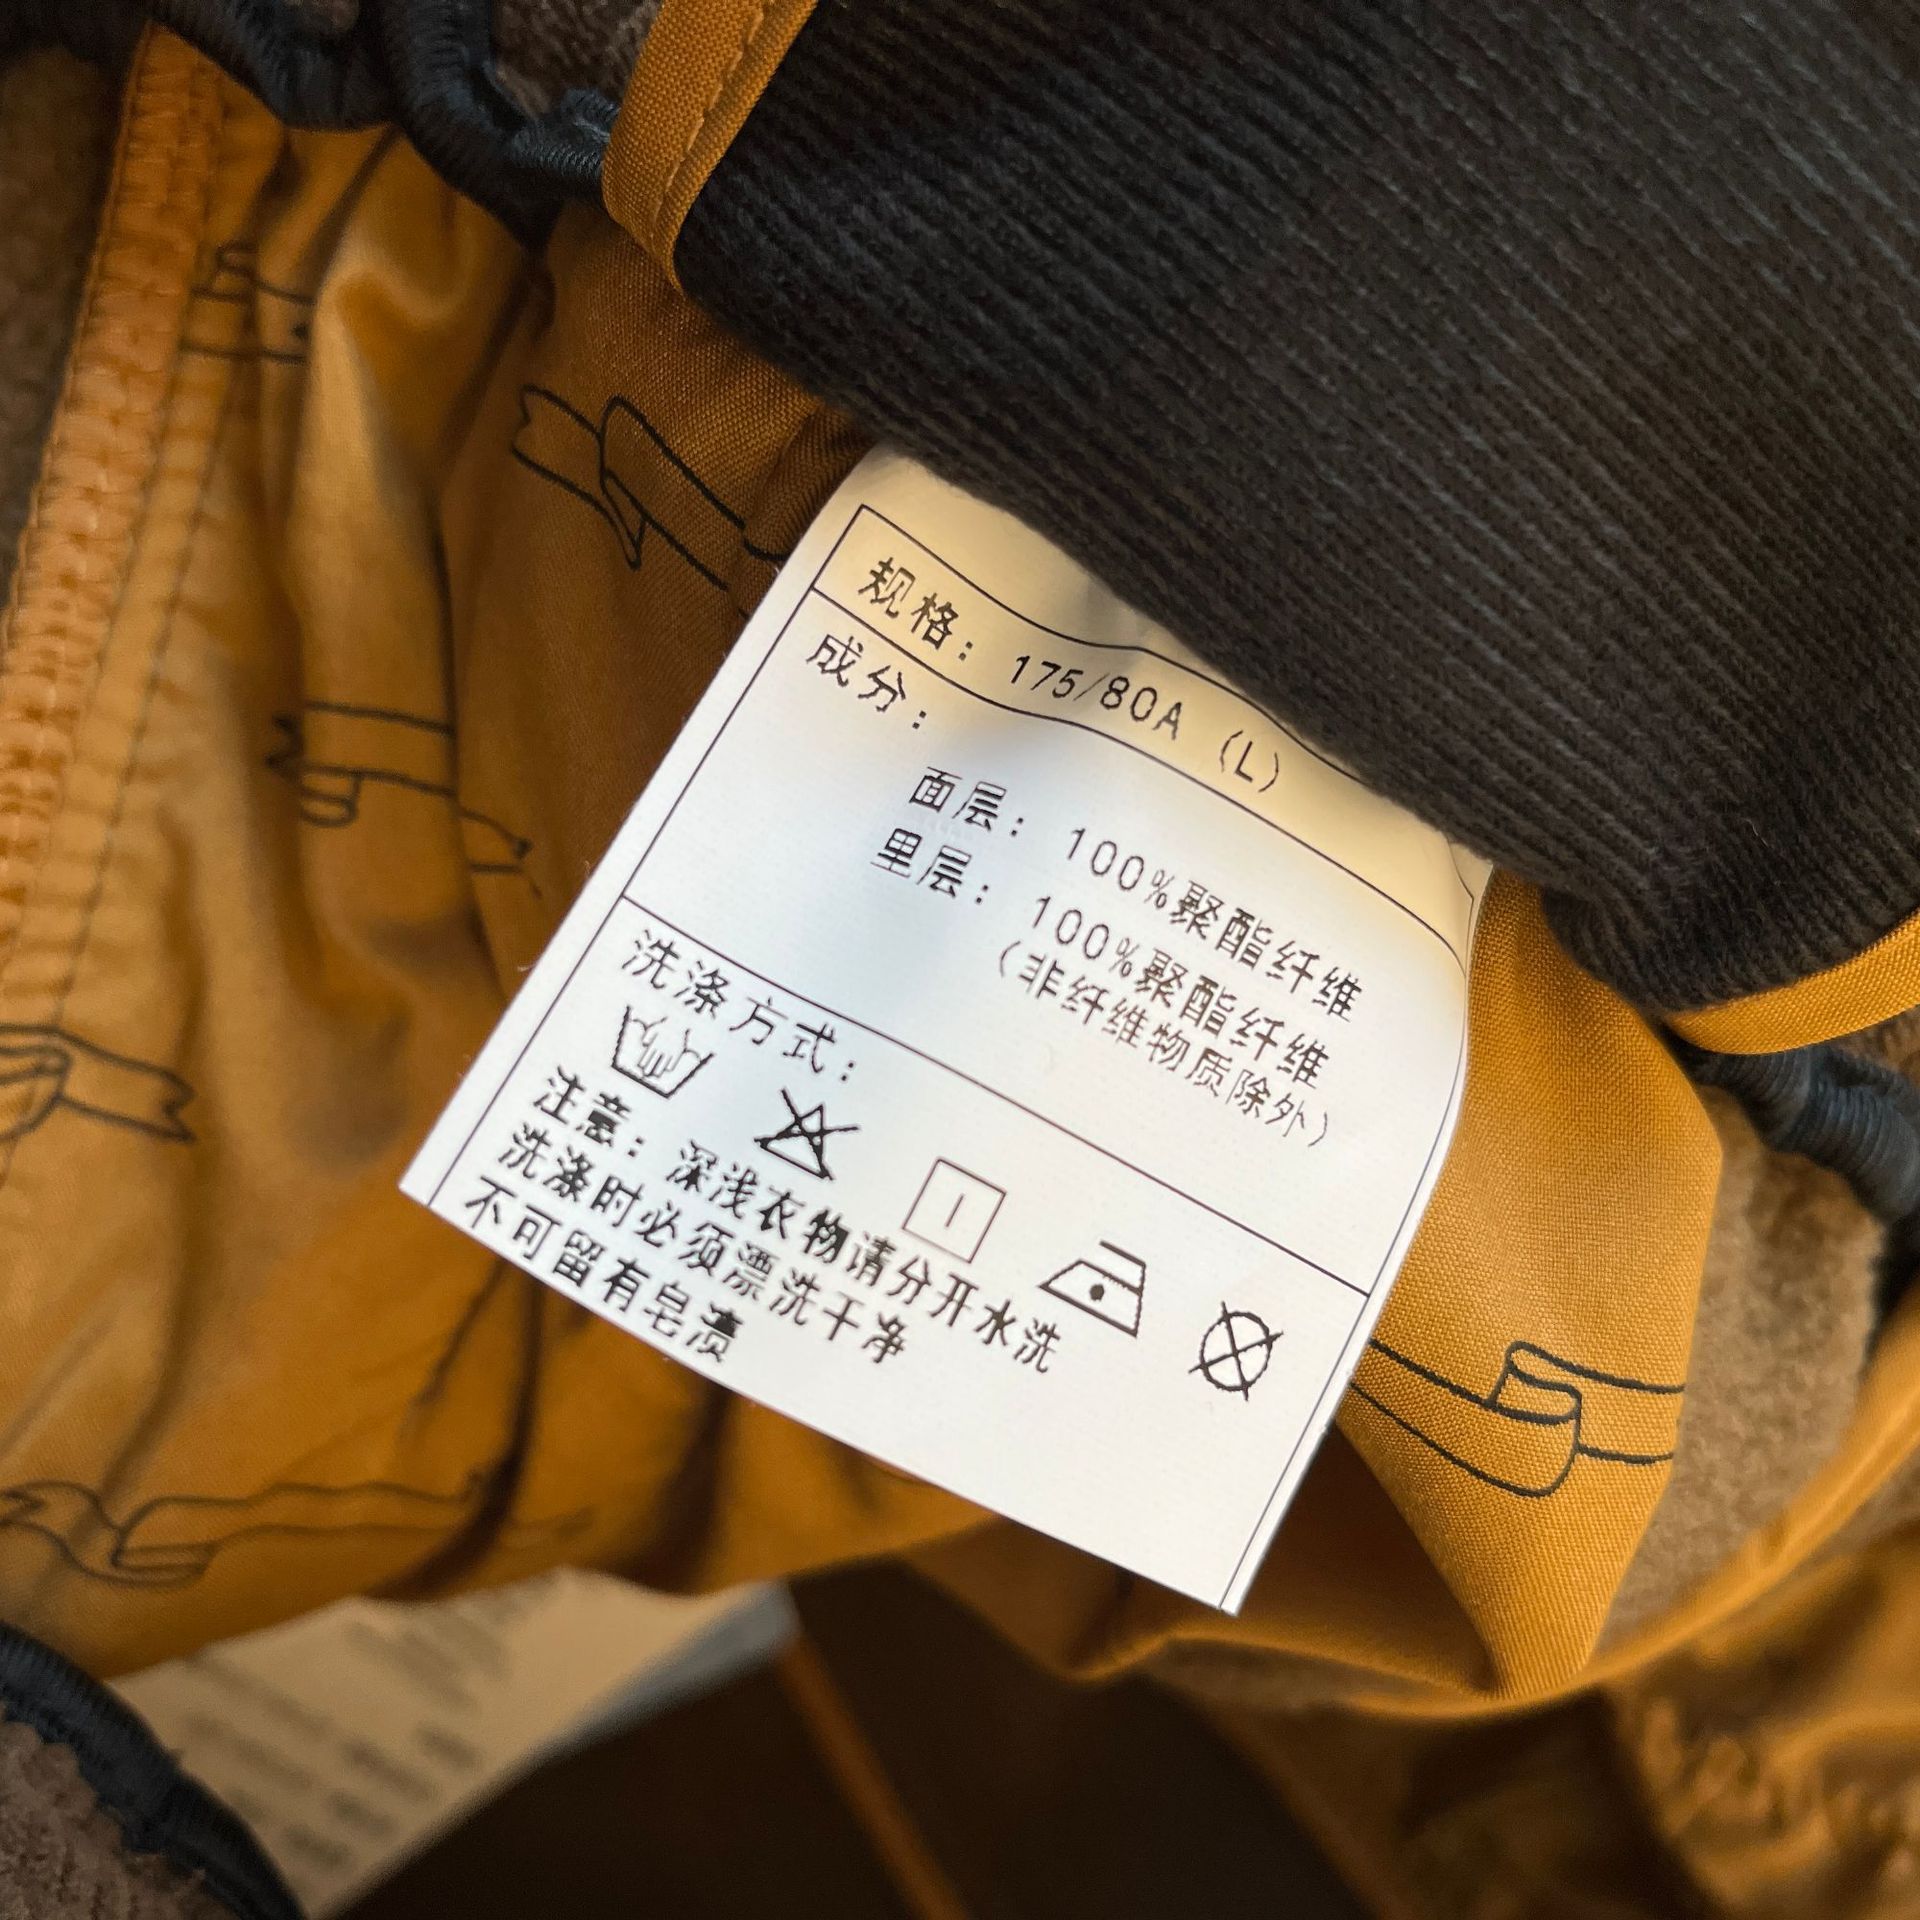 规格：175/80A (L)
成分：
面层：100%聚酯纤维
里层：100%聚酯纤维
(非纤维物质除外)
洗涤方式：
注意：深浅衣物请分开水洗
洗涤时必须漂洗干净
不可留有皂渍